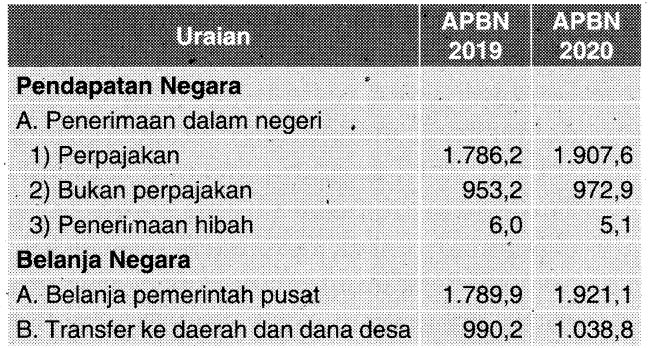 Uraian APBN 2019 APBN 2020
Pendapatan Negara
A. Penerimaan dalam negeri
1) Perpajakan 1.786,2 1.907,6
2) Bukan perpajakan 953,2 972,9
3) Penerimaan hibah 6,0 5,1
Belanja Negara
A. Belanja pemerintah pusat 1.789,9 1.921,1
B. Transfer ke daerah dan dana desa 990,2 1.038,8